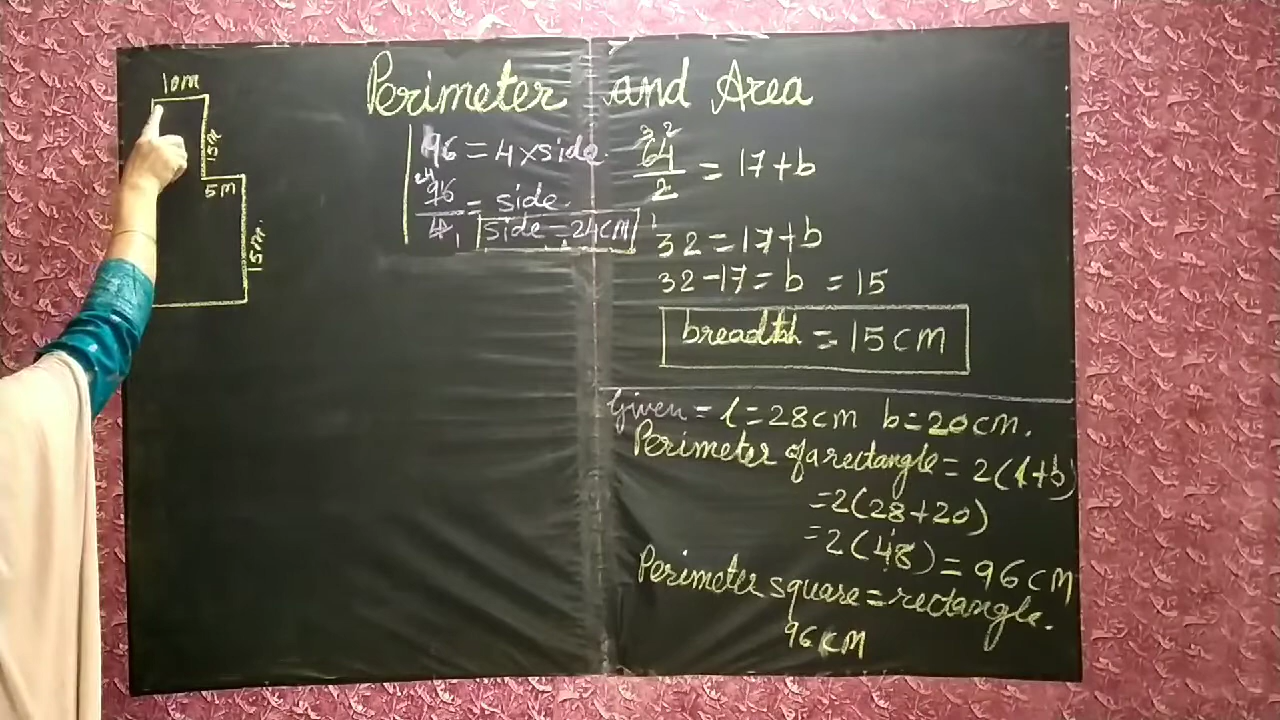 Perimeter and Area
10m
15m
5m
15m
96 = 4 x side
24
96 = side
4 1
side = 24 cm
32
64 = 17 + b
2
1
32 = 17 + b
32 - 17 = b = 15
breadth = 15 cm
Given = l = 28 cm b = 20 cm.
Perimeter of a rectangle = 2(l+b)
= 2(28+20)
= 2(48) = 96 cm
Perimeter square = rectangle.
96 cm